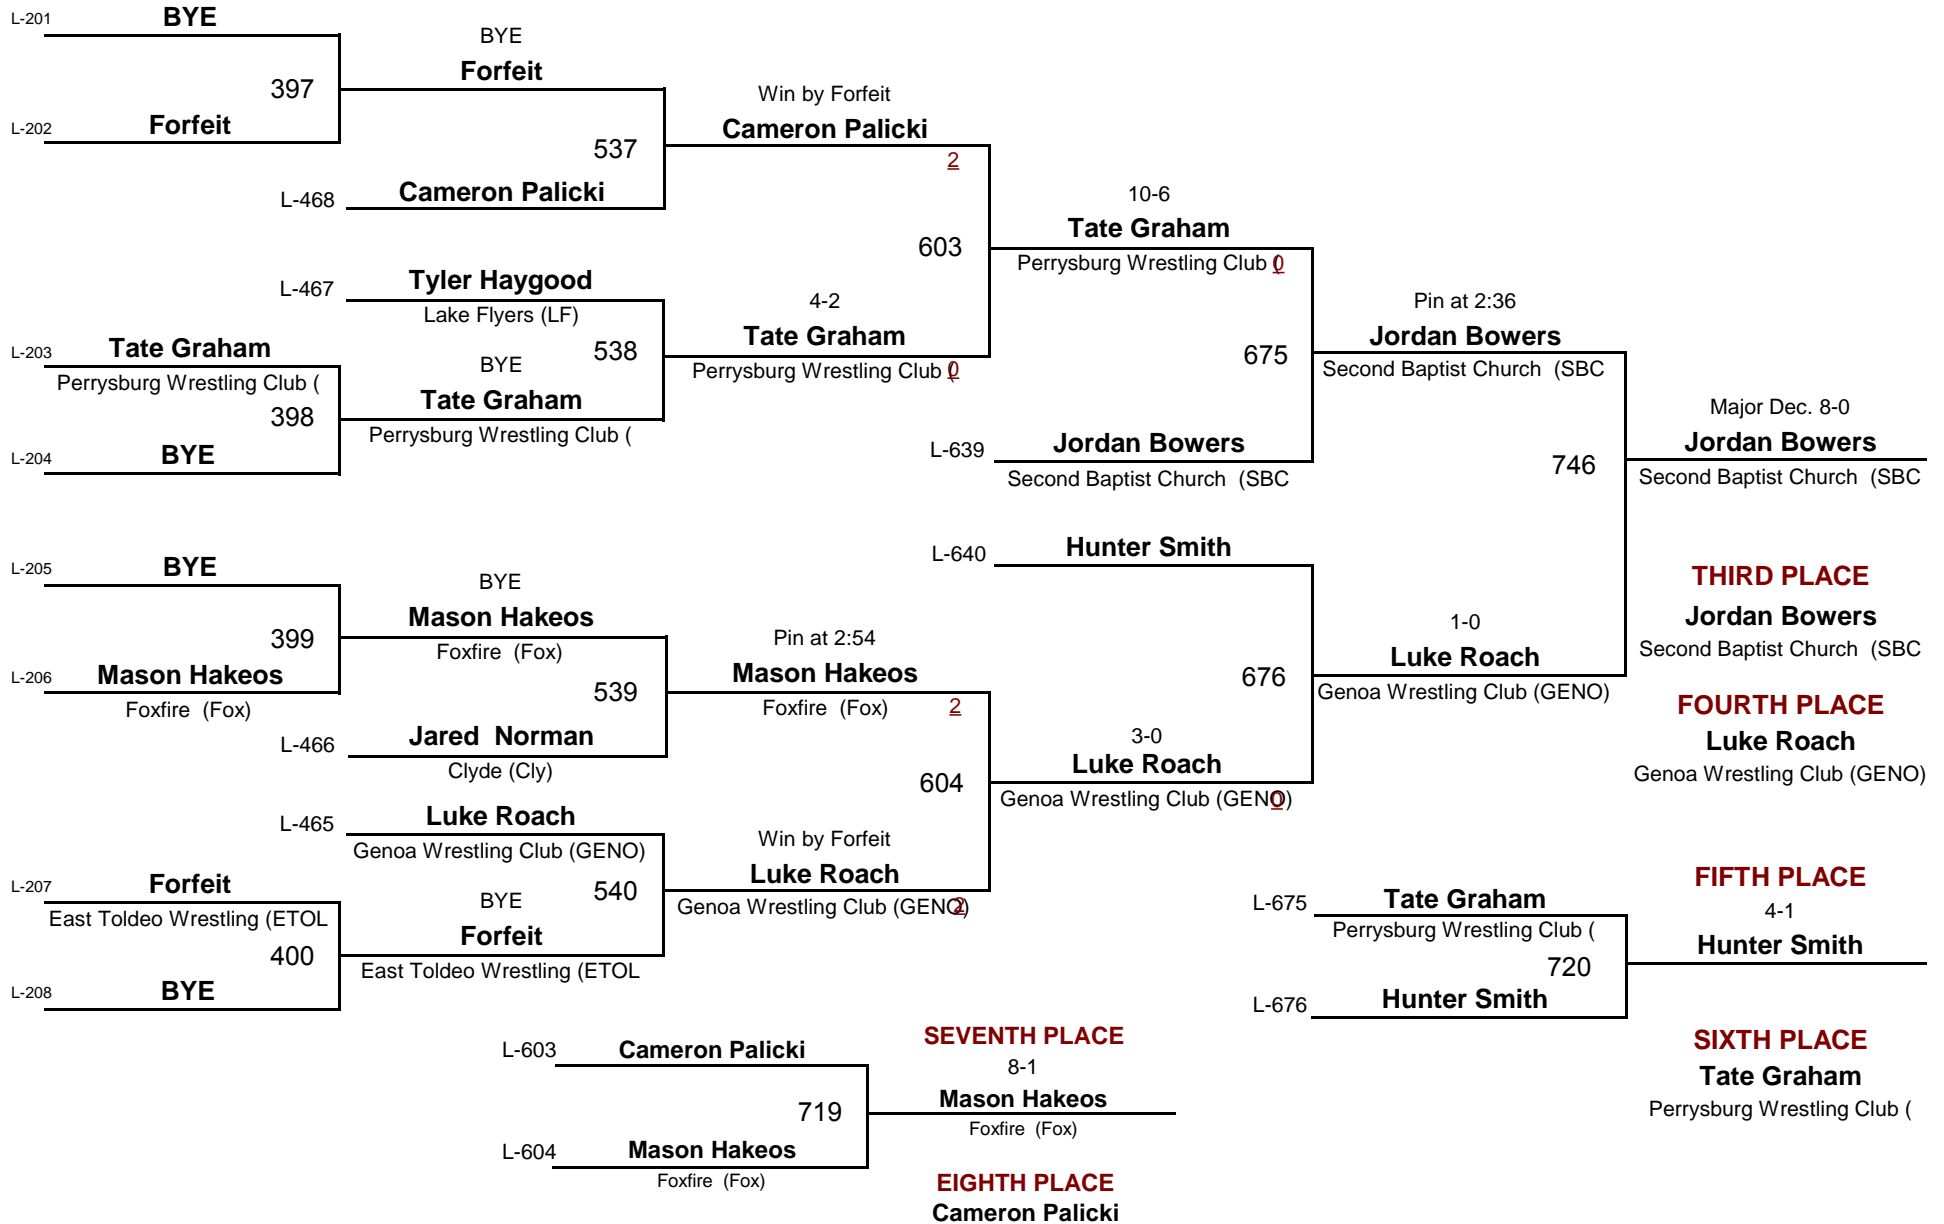 L-201 BYE
397
L-202 Forfeit
BYE
Forfeit
537
L-468 Cameron Palicki
Win by Forfeit
Cameron Palicki
2
603
L-467 Tyler Haygood
Lake Flyers (LF)
L-203 Tate Graham
Perrysburg Wrestling Club (
398
L-204 BYE
538
BYE
Tate Graham
Perrysburg Wrestling Club (
4-2
Tate Graham
Perrysburg Wrestling Club (
0
10-6
Tate Graham
Perrysburg Wrestling Club (
0
675
L-639 Jordan Bowers
Second Baptist Church  (SBC
Pin at 2:36
Jordan Bowers
Second Baptist Church  (SBC
746
Major Dec. 8-0
Jordan Bowers
Second Baptist Church  (SBC
L-205 BYE
399
L-206 Mason Hakeos
Foxfire  (Fox)
BYE
Mason Hakeos
Foxfire  (Fox)
539
L-466 Jared  Norman
Clyde (Cly)
Pin at 2:54
Mason Hakeos
Foxfire  (Fox)
2
604
L-465 Luke Roach
Genoa Wrestling Club (GENO)
L-207 Forfeit
East Toldeo Wrestling (ETOL
400
L-208 BYE
540
BYE
Forfeit
East Toldeo Wrestling (ETOL
Win by Forfeit
Luke Roach
Genoa Wrestling Club (GENO)
2
L-640 Hunter Smith
676
3-0
Luke Roach
Genoa Wrestling Club (GENO)
0
1-0
Luke Roach
Genoa Wrestling Club (GENO)
THIRD PLACE
Jordan Bowers
Second Baptist Church  (SBC
FOURTH PLACE
Luke Roach
Genoa Wrestling Club (GENO)
L-675 Tate Graham
Perrysburg Wrestling Club (
720
L-676 Hunter Smith
FIFTH PLACE
4-1
Hunter Smith
SIXTH PLACE
Tate Graham
Perrysburg Wrestling Club (
L-603 Cameron Palicki
719
L-604 Mason Hakeos
Foxfire  (Fox)
SEVENTH PLACE
8-1
Mason Hakeos
Foxfire  (Fox)
EIGHTH PLACE
Cameron Palicki